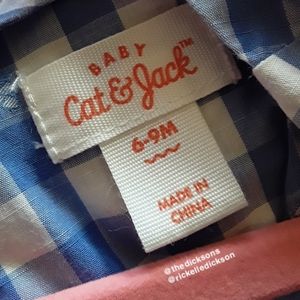 BABY
Cat & Jack™
6-9M
MADE IN
CHINA
@thedicksons
@rickelledickson